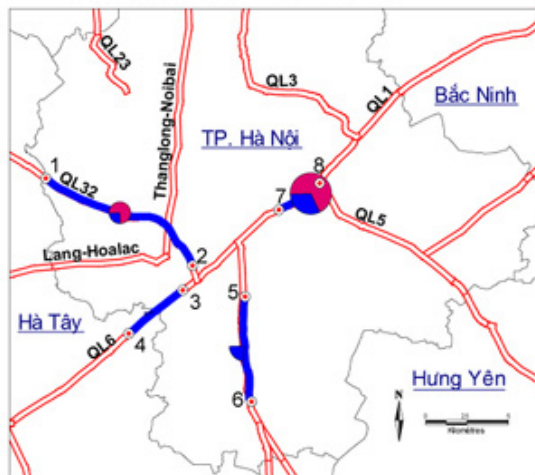 QL23
Thanglong-Noibai
QL3
QL1
Bắc Ninh
TP. Hà Nội
1
QL32
8
7
QL5
Lang-Hoalac
2
3
5
Hà Tây
4
QL6
6
Hưng Yên
N
Kilomètres